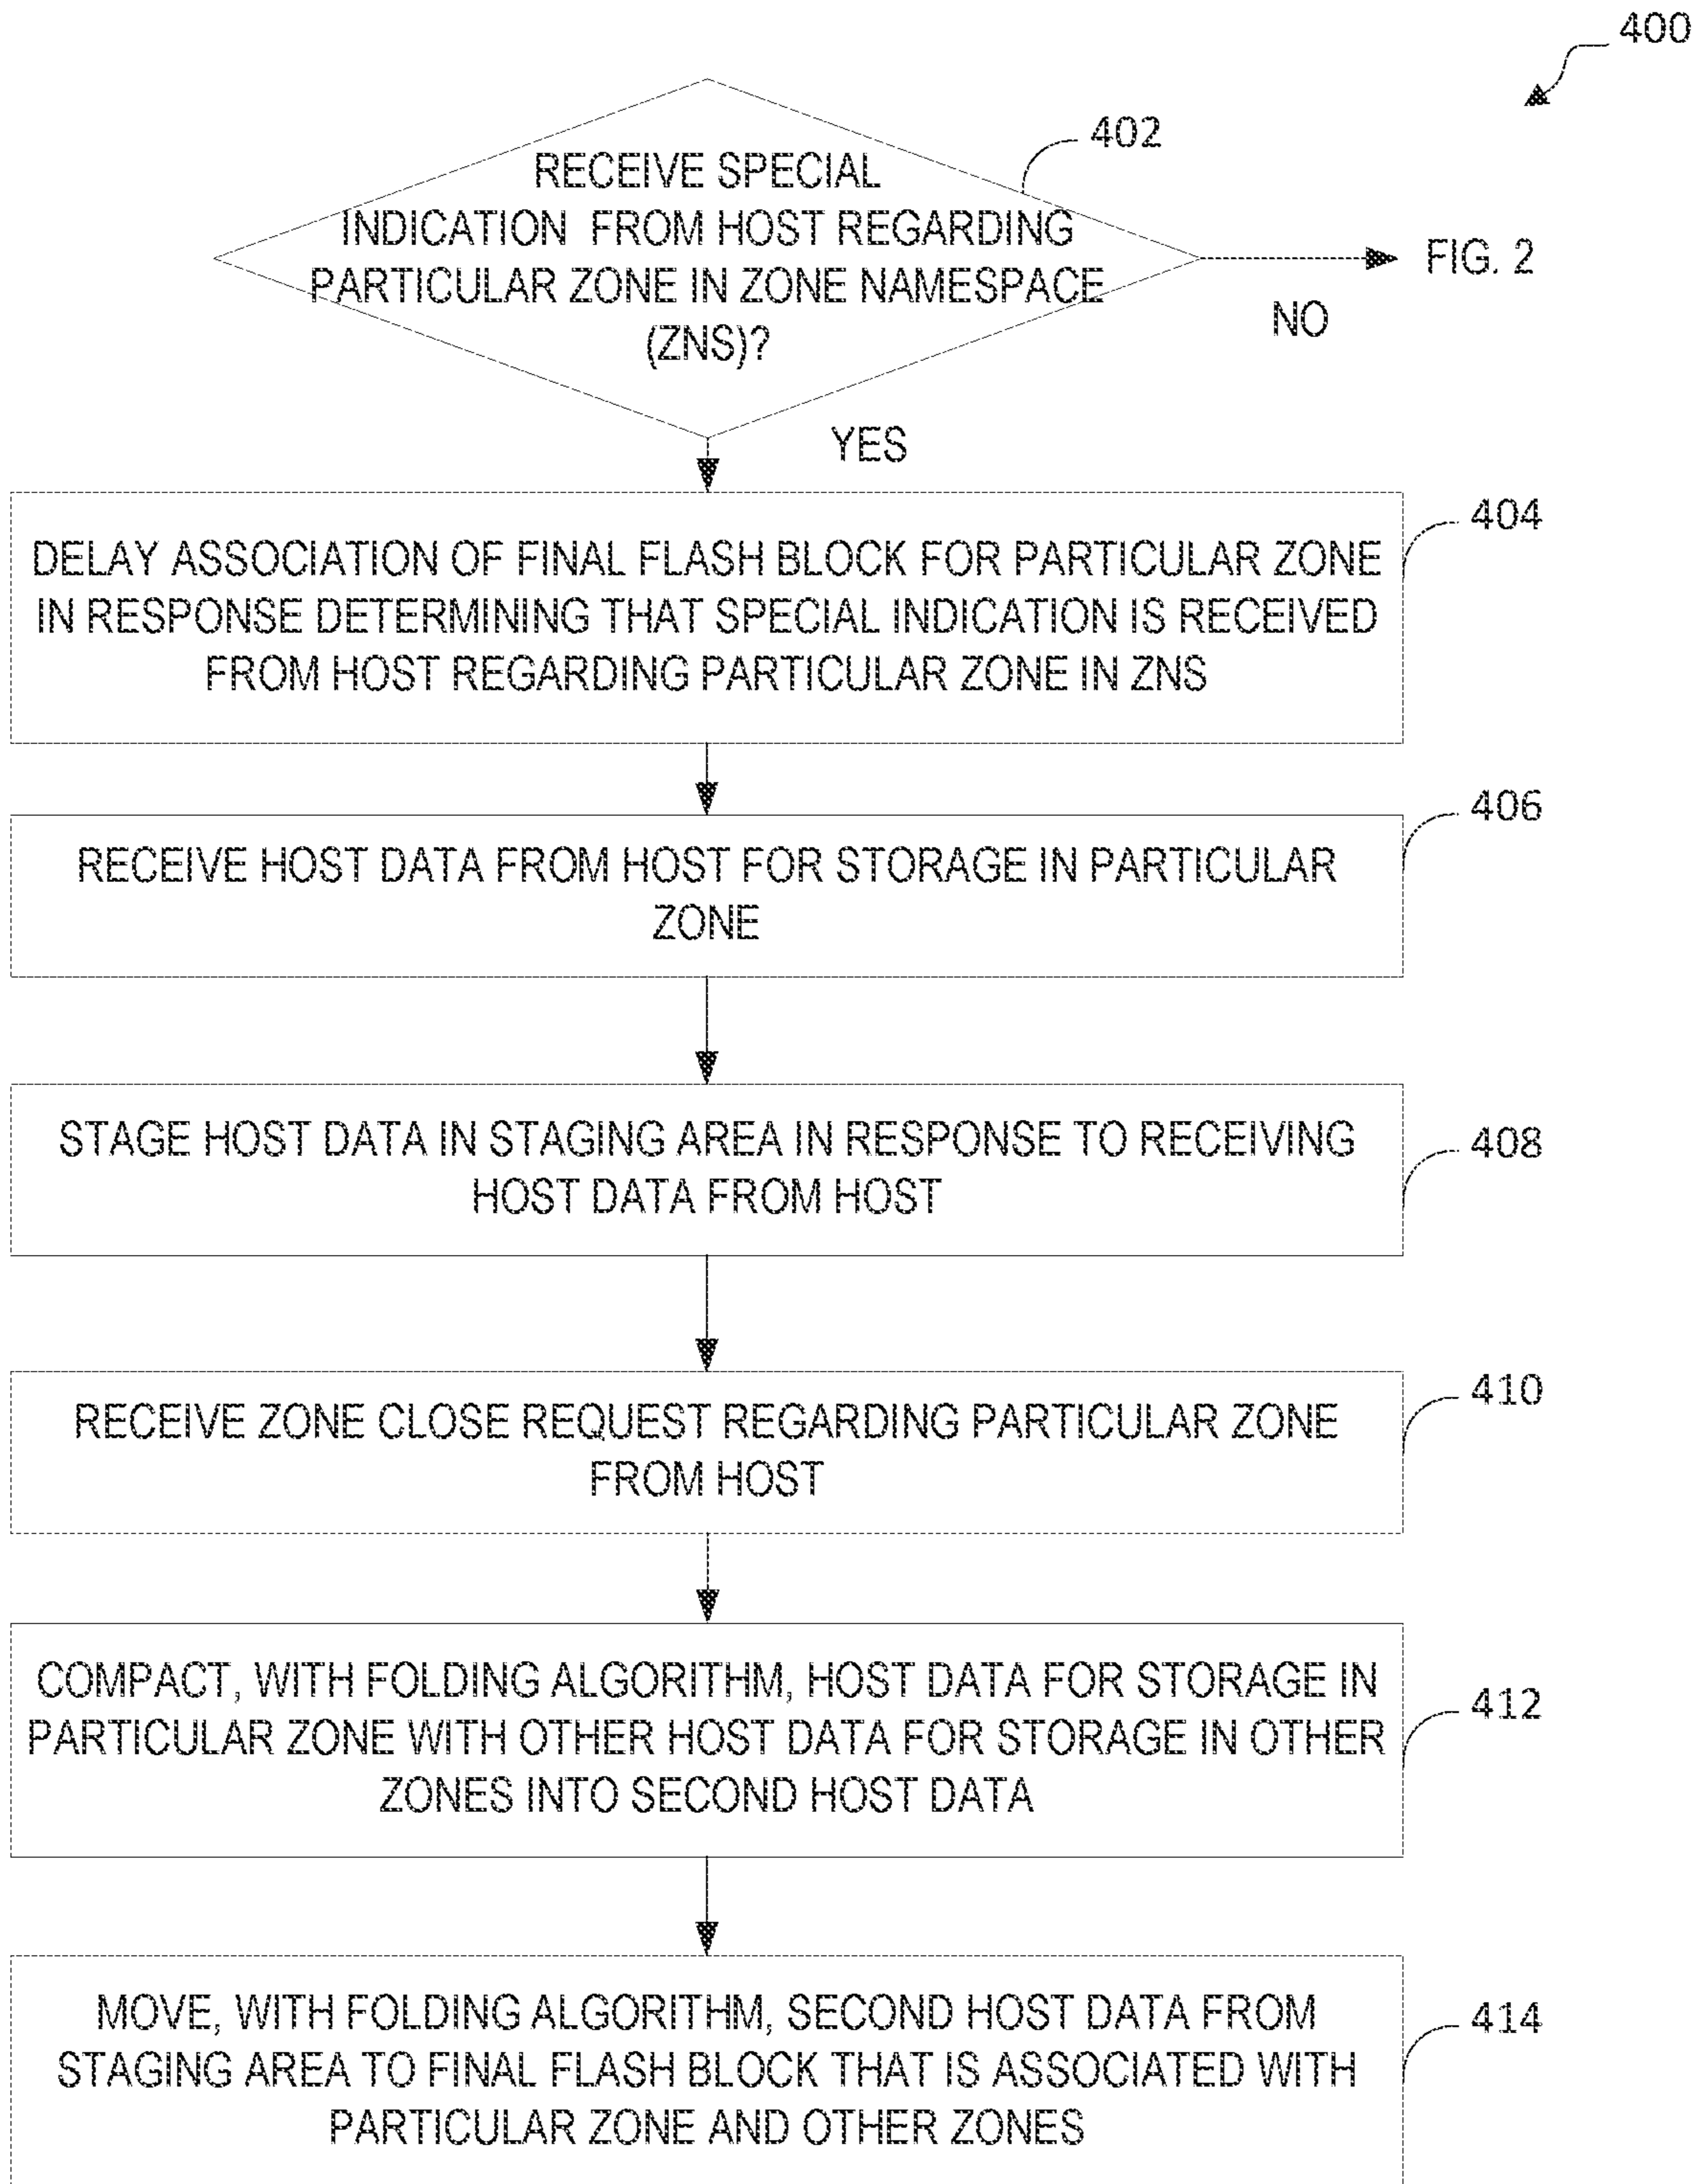 400
402
RECEIVE SPECIAL
INDICATION FROM HOST REGARDING
PARTICULAR ZONE IN ZONE NAMESPACE
(ZNS)?
FIG. 2
NO
YES
404
DELAY ASSOCIATION OF FINAL FLASH BLOCK FOR PARTICULAR ZONE
IN RESPONSE DETERMINING THAT SPECIAL INDICATION IS RECEIVED
FROM HOST REGARDING PARTICULAR ZONE IN ZNS
406
RECEIVE HOST DATA FROM HOST FOR STORAGE IN PARTICULAR
ZONE
408
STAGE HOST DATA IN STAGING AREA IN RESPONSE TO RECEIVING
HOST DATA FROM HOST
410
RECEIVE ZONE CLOSE REQUEST REGARDING PARTICULAR ZONE
FROM HOST
412
COMPACT, WITH FOLDING ALGORITHM, HOST DATA FOR STORAGE IN
PARTICULAR ZONE WITH OTHER HOST DATA FOR STORAGE IN OTHER
ZONES INTO SECOND HOST DATA
414
MOVE, WITH FOLDING ALGORITHM, SECOND HOST DATA FROM
STAGING AREA TO FINAL FLASH BLOCK THAT IS ASSOCIATED WITH
PARTICULAR ZONE AND OTHER ZONES